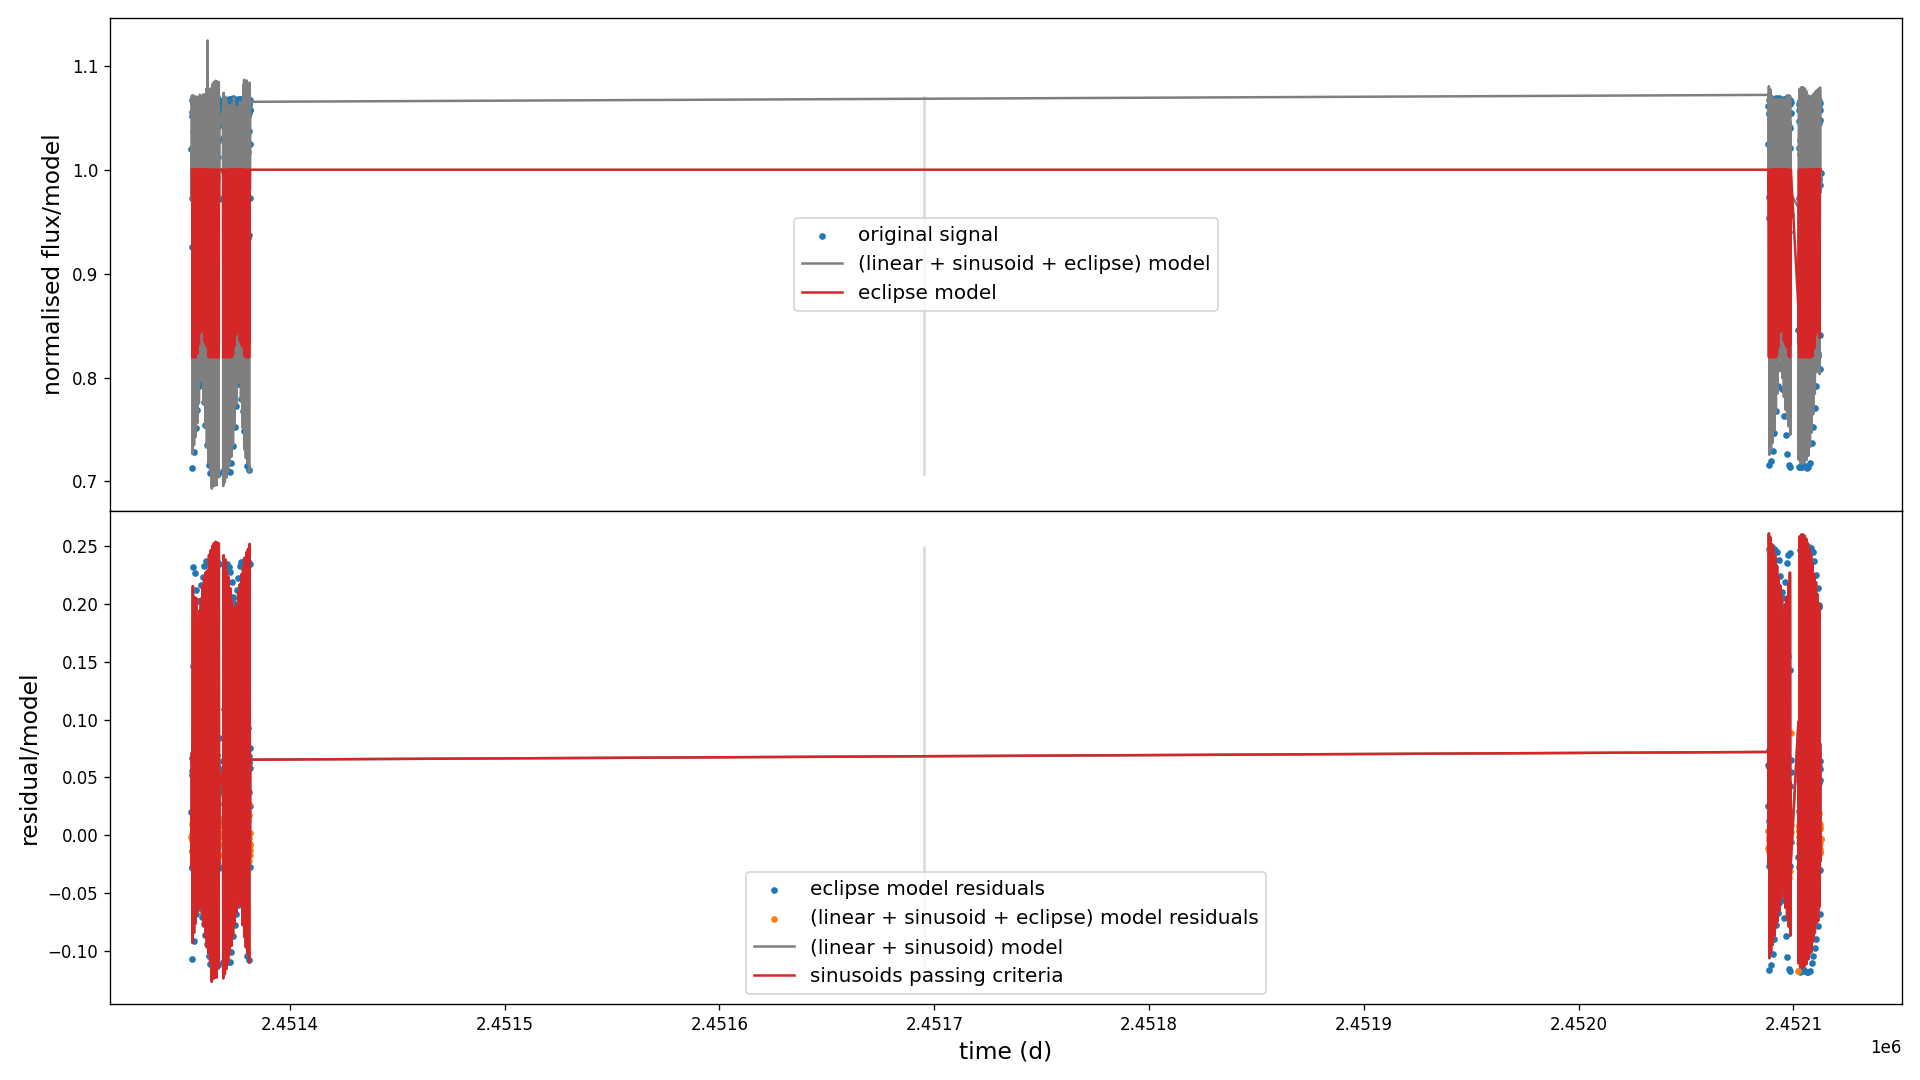 1.1
1.0
0.9
0.8
0.7
normalised flux/model
original signal
(linear + sinusoid + eclipse) model
eclipse model
0.25
0.20
0.15
0.10
0.05
0.00
−0.05
−0.10
residual/model
eclipse model residuals
(linear + sinusoid + eclipse) model residuals
(linear + sinusoid) model
sinusoids passing criteria
2.4514 2.4515 2.4516 2.4517 2.4518 2.4519 2.4520 2.4521
time (d)
1e6